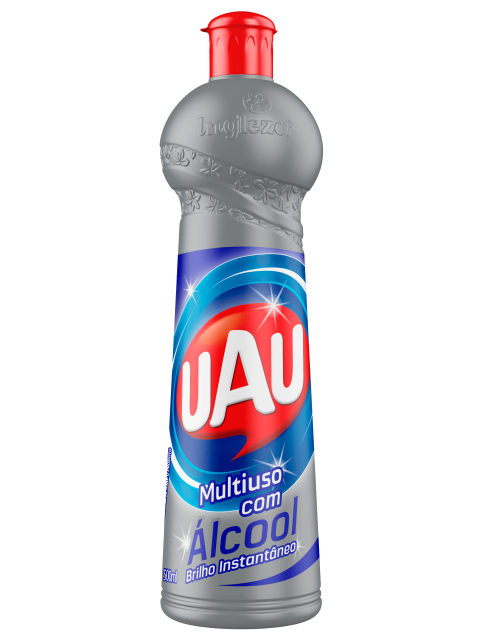 Ingleza
UAU
Multiuso
com
Álcool
Brilho Instantâneo
500ml